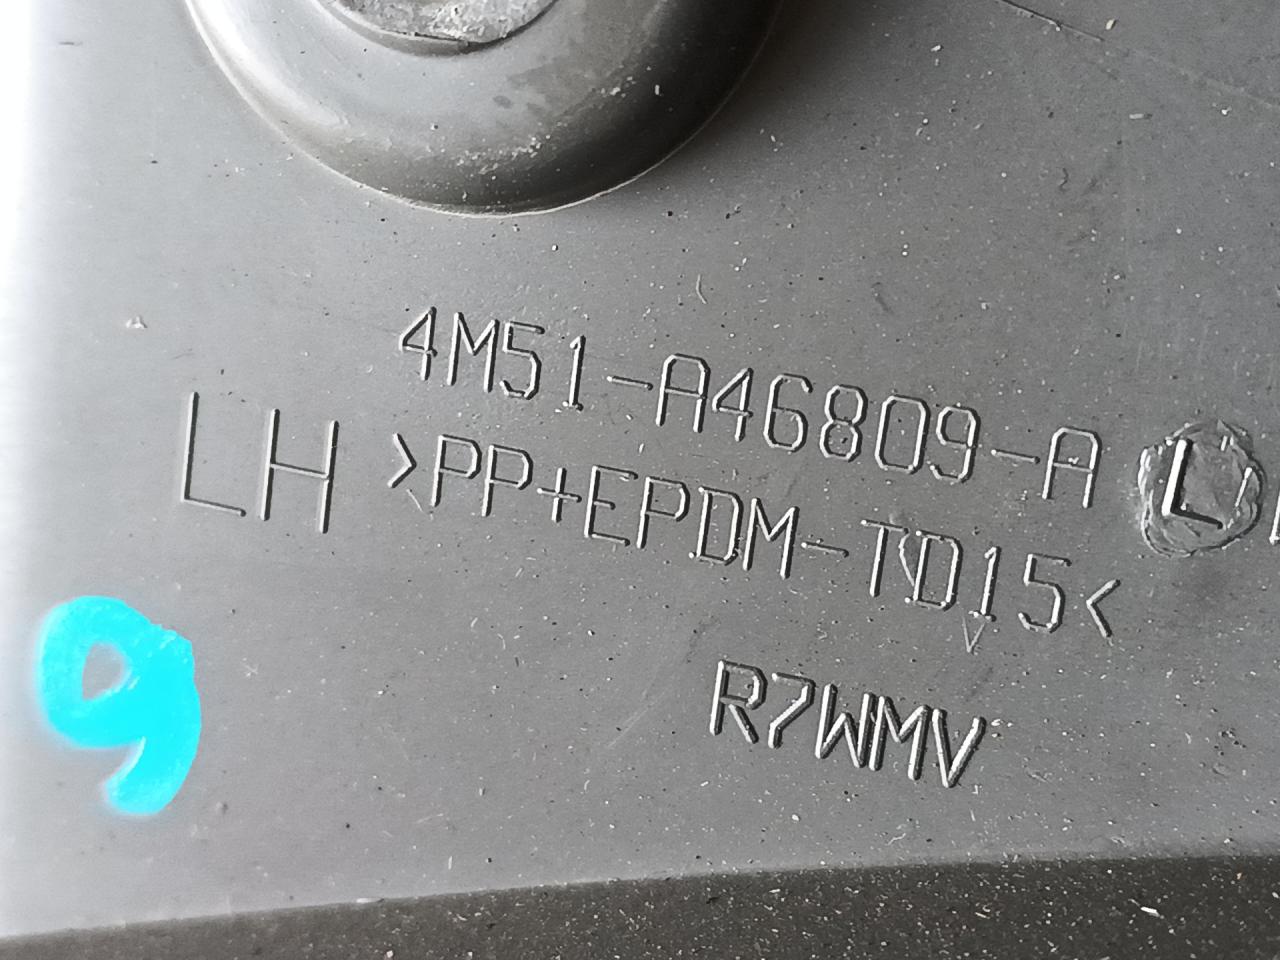 4M51-A46809-A L
LH >PP+EPDM-TD15<
R7WMV
9